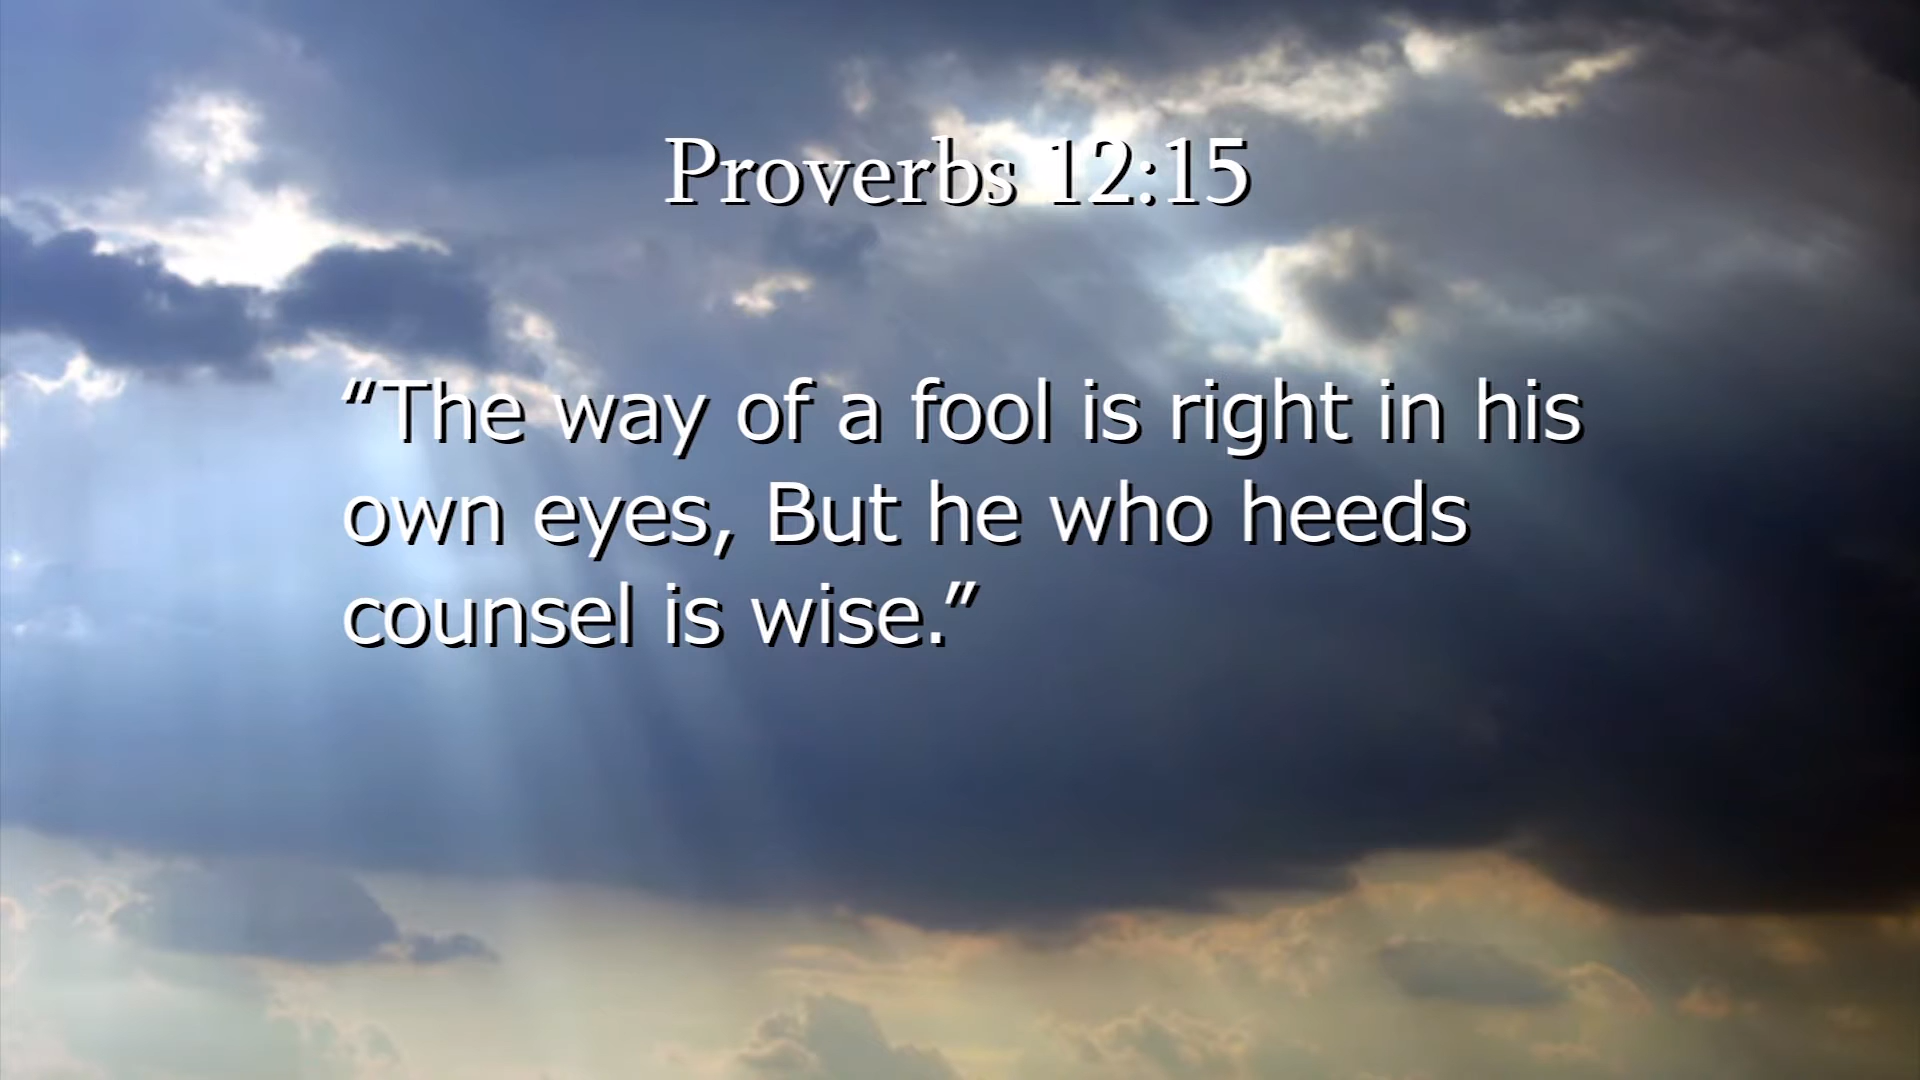 Proverbs 12:15
"The way of a fool is right in his
own eyes, But he who heeds
counsel is wise."